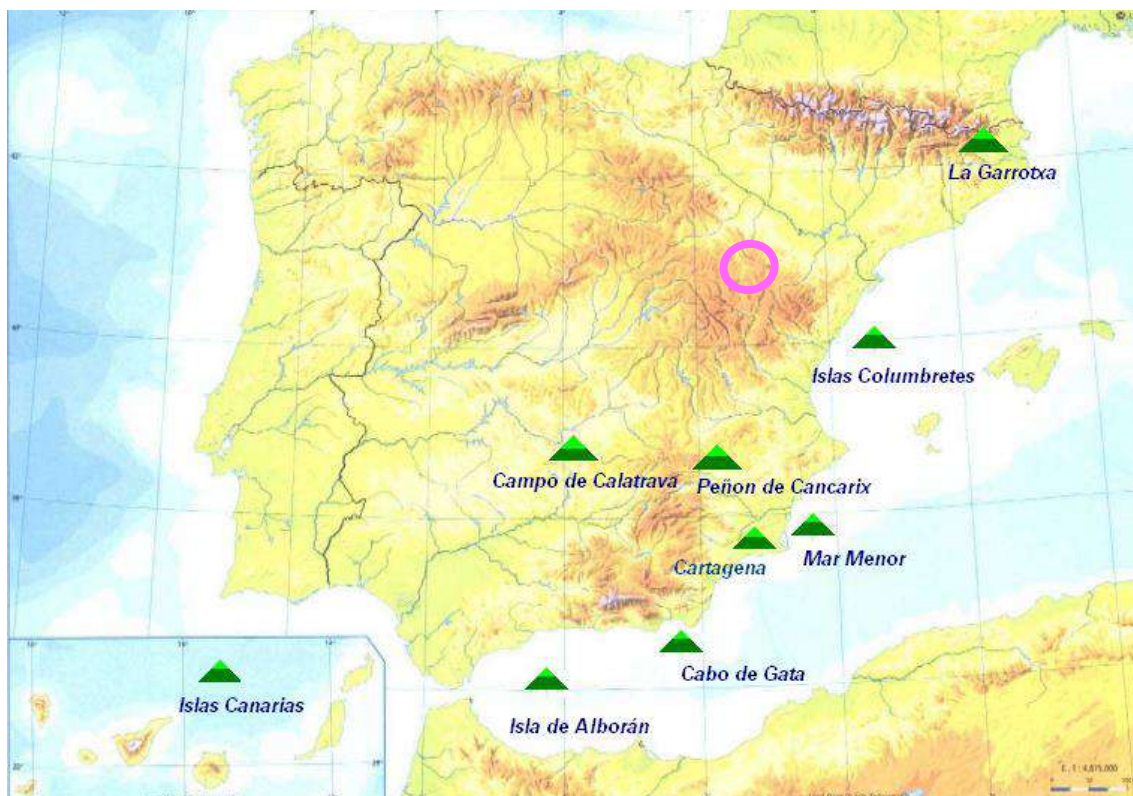 La Garrotxa
Islas Columbretes
Campo de Calatrava
Peñon de Cancarix
Cartagena
Mar Menor
Cabo de Gata
Islas Canarias
Isla de Alborán